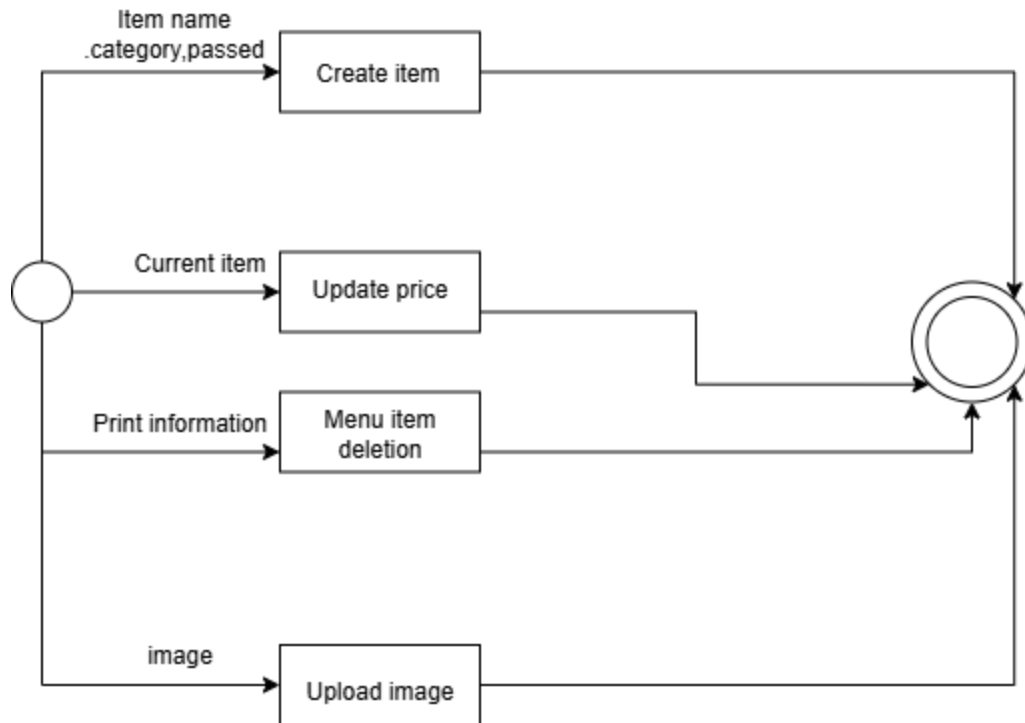 Item name
.category,passed
Create item
Current item
Update price
Print information
Menu item
deletion
image
Upload image